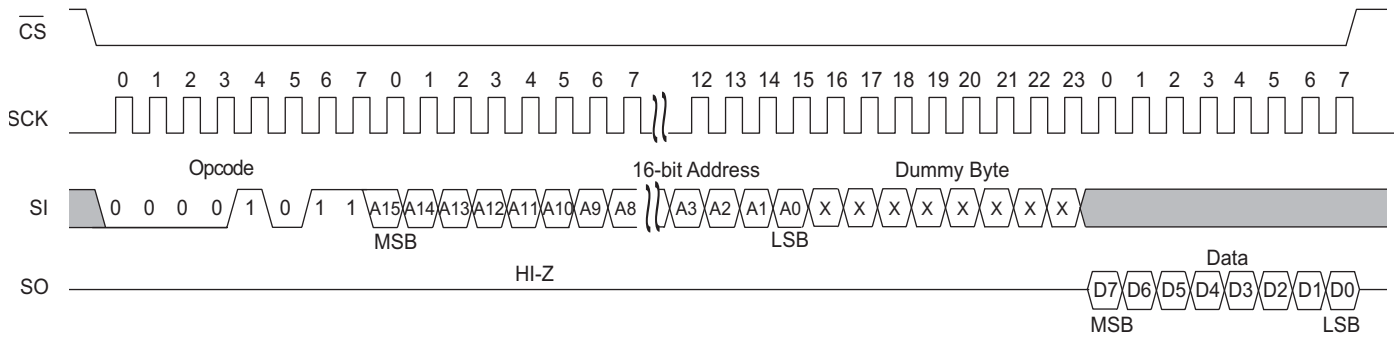 CS
0 1 2 3 4 5 6 7 0 1 2 3 4 5 6 7 12 13 14 15 16 17 18 19 20 21 22 23 0 1 2 3 4 5 6 7
SCK
Opcode 16-bit Address Dummy Byte
SI 0 0 0 0 1 0 1 1 A15 A14 A13 A12 A11 A10 A9 A8 A3 A2 A1 A0 X X X X X X X X
MSB LSB
HI-Z Data
SO D7 D6 D5 D4 D3 D2 D1 D0
MSB LSB